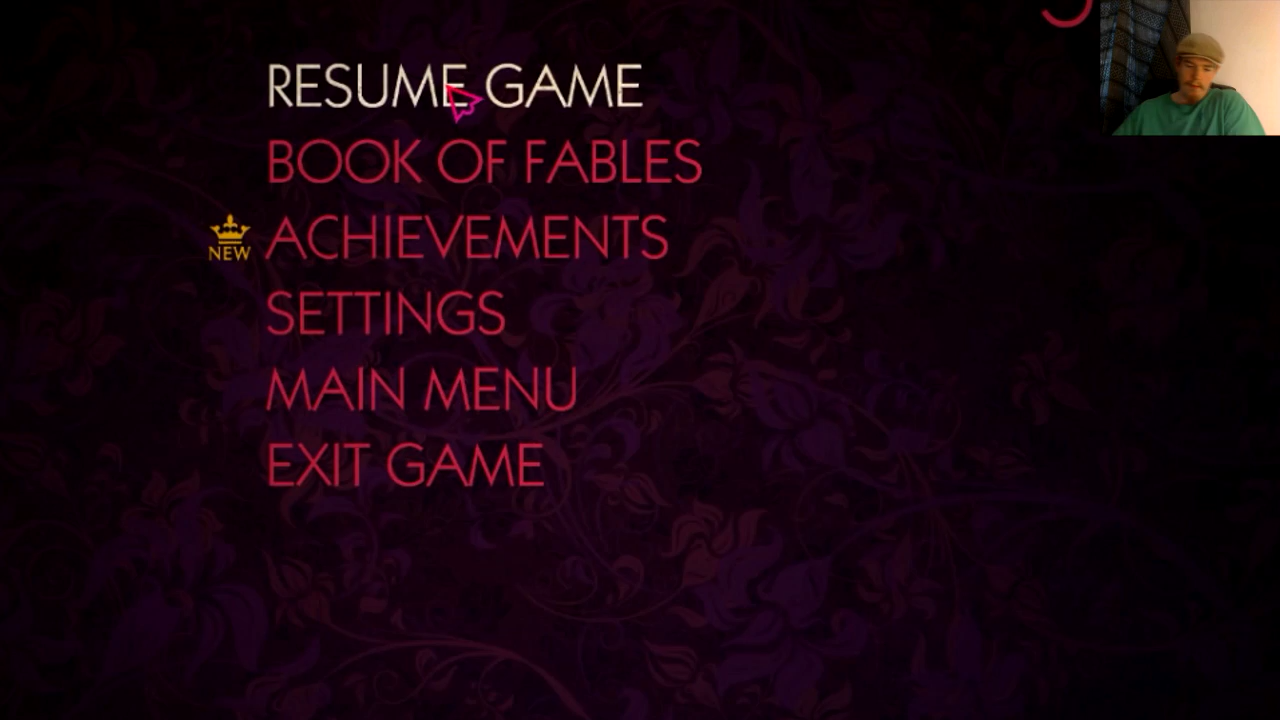 RESUME GAME
BOOK OF FABLES
NEW ACHIEVEMENTS
SETTINGS
MAIN MENU
EXIT GAME